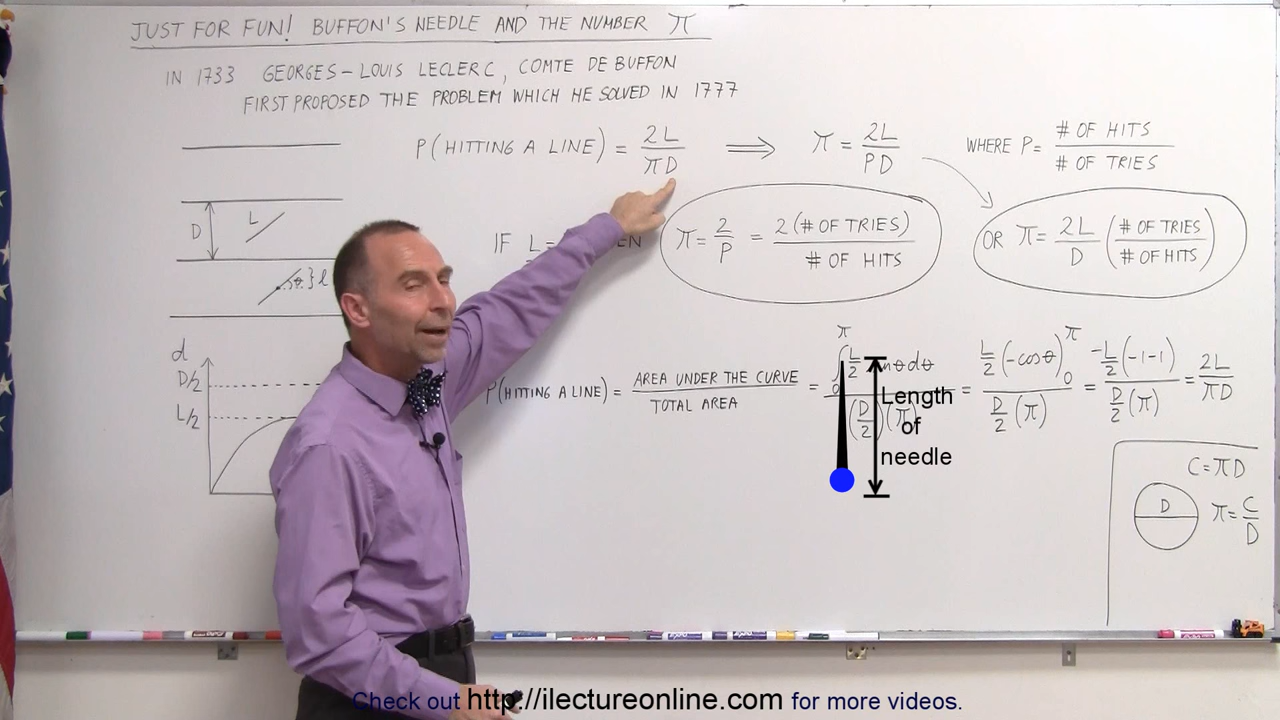 JUST FOR FUN! BUFFON'S NEEDLE AND THE NUMBER π
IN 1733 GEORGES-LOUIS LECLERC, COMTE DE BUFFON
FIRST PROPOSED THE PROBLEM WHICH HE SOLVED IN 1777
P(HITTING A LINE) = 2L/πD ⟹ π = 2L/PD WHERE P = # OF HITS/# OF TRIES
D L
IF L = π = 2/P = 2(# OF TRIES)/# OF HITS OR π = 2L/D (# OF TRIES/# OF HITS)
θ } l
d
D/2
L/2
P(HITTING A LINE) = AREA UNDER THE CURVE/TOTAL AREA = ∫₀^π L/2 θdθ/(D/2)(π) = L/2(-cosθ)₀^π/D/2(π) = -L/2(-1-1)/D/2(π) = 2L/πD
Length
of
needle
C = πD
D π = C/D
Check out http://ilectureonline.com for more videos.